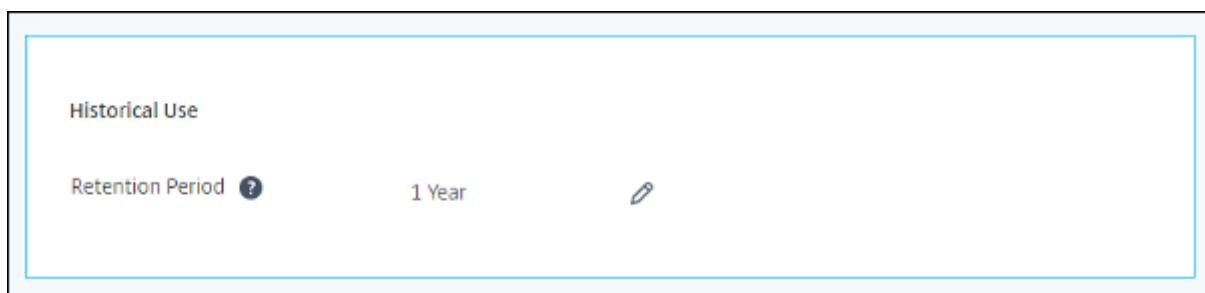 Historical Use
Retention Period ? 1 Year